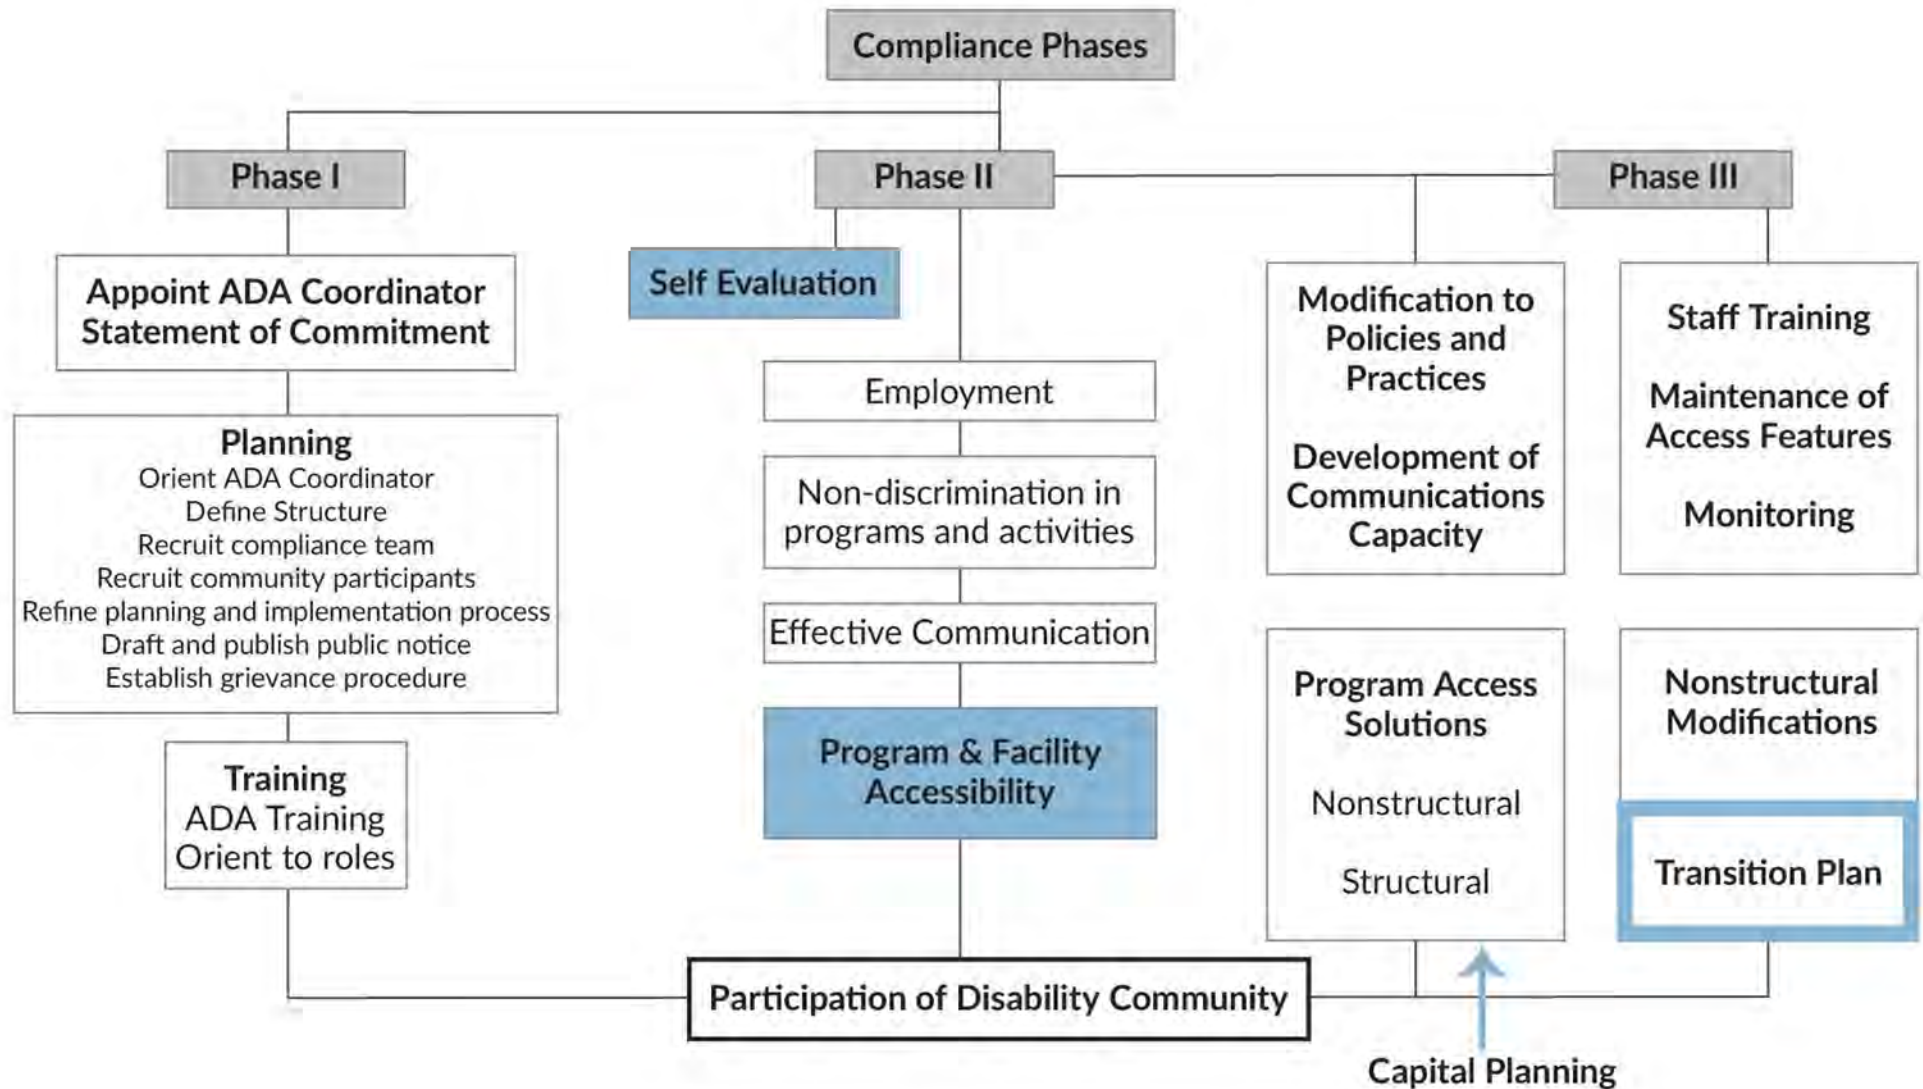 Compliance Phases
Phase I
Phase II
Phase III
Appoint ADA Coordinator
Statement of Commitment
Planning
Orient ADA Coordinator
Define Structure
Recruit compliance team
Recruit community participants
Refine planning and implementation process
Draft and publish public notice
Establish grievance procedure
Training
ADA Training
Orient to roles
Self Evaluation
Employment
Non-discrimination in
programs and activities
Effective Communication
Program & Facility
Accessibility
Modification to
Policies and
Practices
Development of
Communications
Capacity
Program Access
Solutions
Nonstructural
Structural
Staff Training
Maintenance of
Access Features
Monitoring
Nonstructural
Modifications
Transition Plan
Participation of Disability Community
Capital Planning